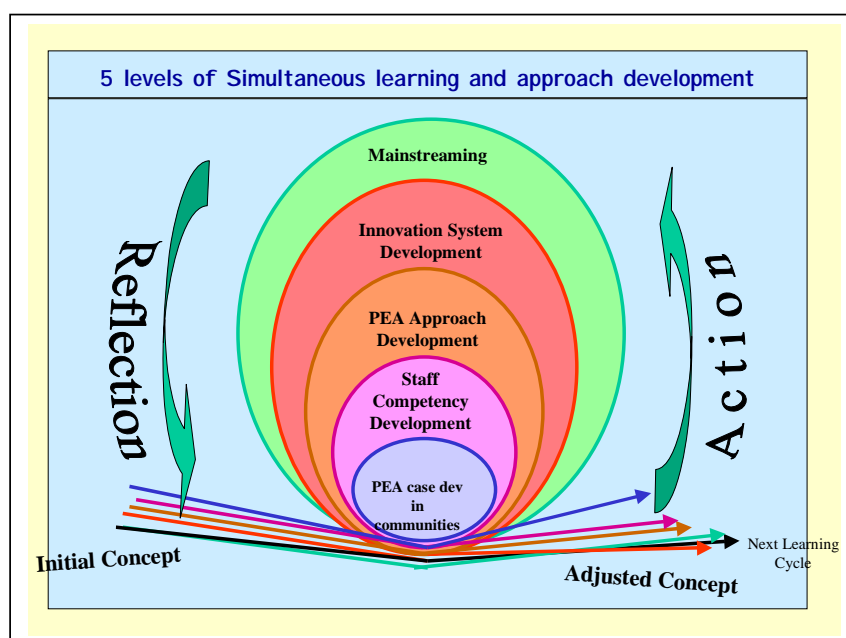 5 levels of Simultaneous learning and approach development
Mainstreaming
Innovation System
Development
PEA Approach
Development
Staff
Competency
Development
PEA case dev
in
communities
Reflection
Action
Initial Concept
Adjusted Concept
Next Learning
Cycle